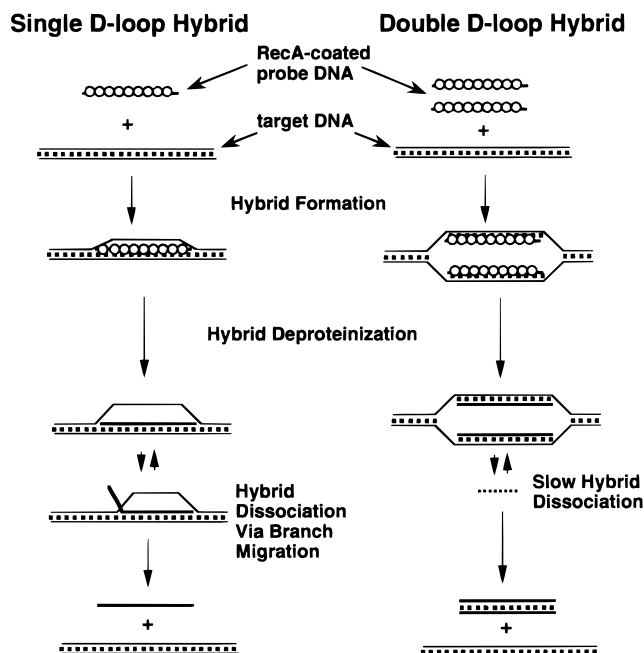 Single D-loop Hybrid
Double D-loop Hybrid
RecA-coated
probe DNA
+
+
target DNA
Hybrid Formation
Hybrid Deproteinization
Hybrid
Dissociation
Via Branch
Migration
Slow Hybrid
Dissociation
+
+